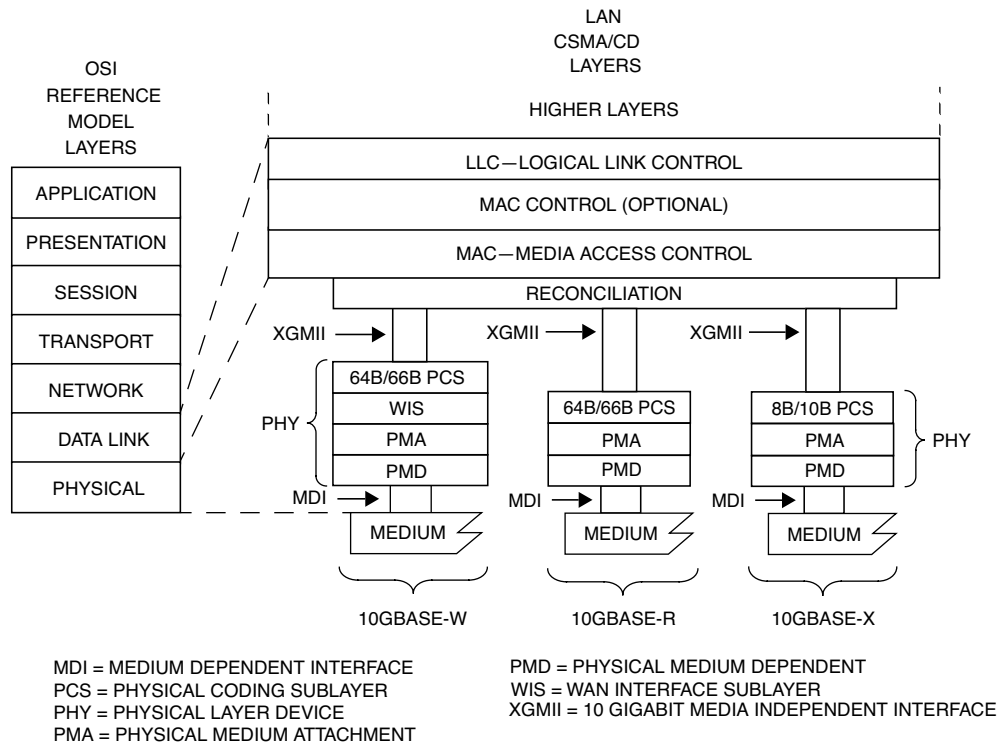 LAN
CSMA/CD
LAYERS
OSI
REFERENCE
MODEL
LAYERS
HIGHER LAYERS
LLC—LOGICAL LINK CONTROL
MAC CONTROL (OPTIONAL)
MAC—MEDIA ACCESS CONTROL
RECONCILIATION
APPLICATION
PRESENTATION
SESSION
TRANSPORT
NETWORK
DATA LINK
PHYSICAL
XGMII
XGMII
XGMII
PHY
64B/66B PCS
WIS
PMA
PMD
MDI
MEDIUM
10GBASE-W
64B/66B PCS
PMA
PMD
MDI
MEDIUM
10GBASE-R
8B/10B PCS
PMA
PMD
PHY
MDI
MEDIUM
10GBASE-X
MDI = MEDIUM DEPENDENT INTERFACE
PCS = PHYSICAL CODING SUBLAYER
PHY = PHYSICAL LAYER DEVICE
PMA = PHYSICAL MEDIUM ATTACHMENT
PMD = PHYSICAL MEDIUM DEPENDENT
WIS = WAN INTERFACE SUBLAYER
XGMII = 10 GIGABIT MEDIA INDEPENDENT INTERFACE